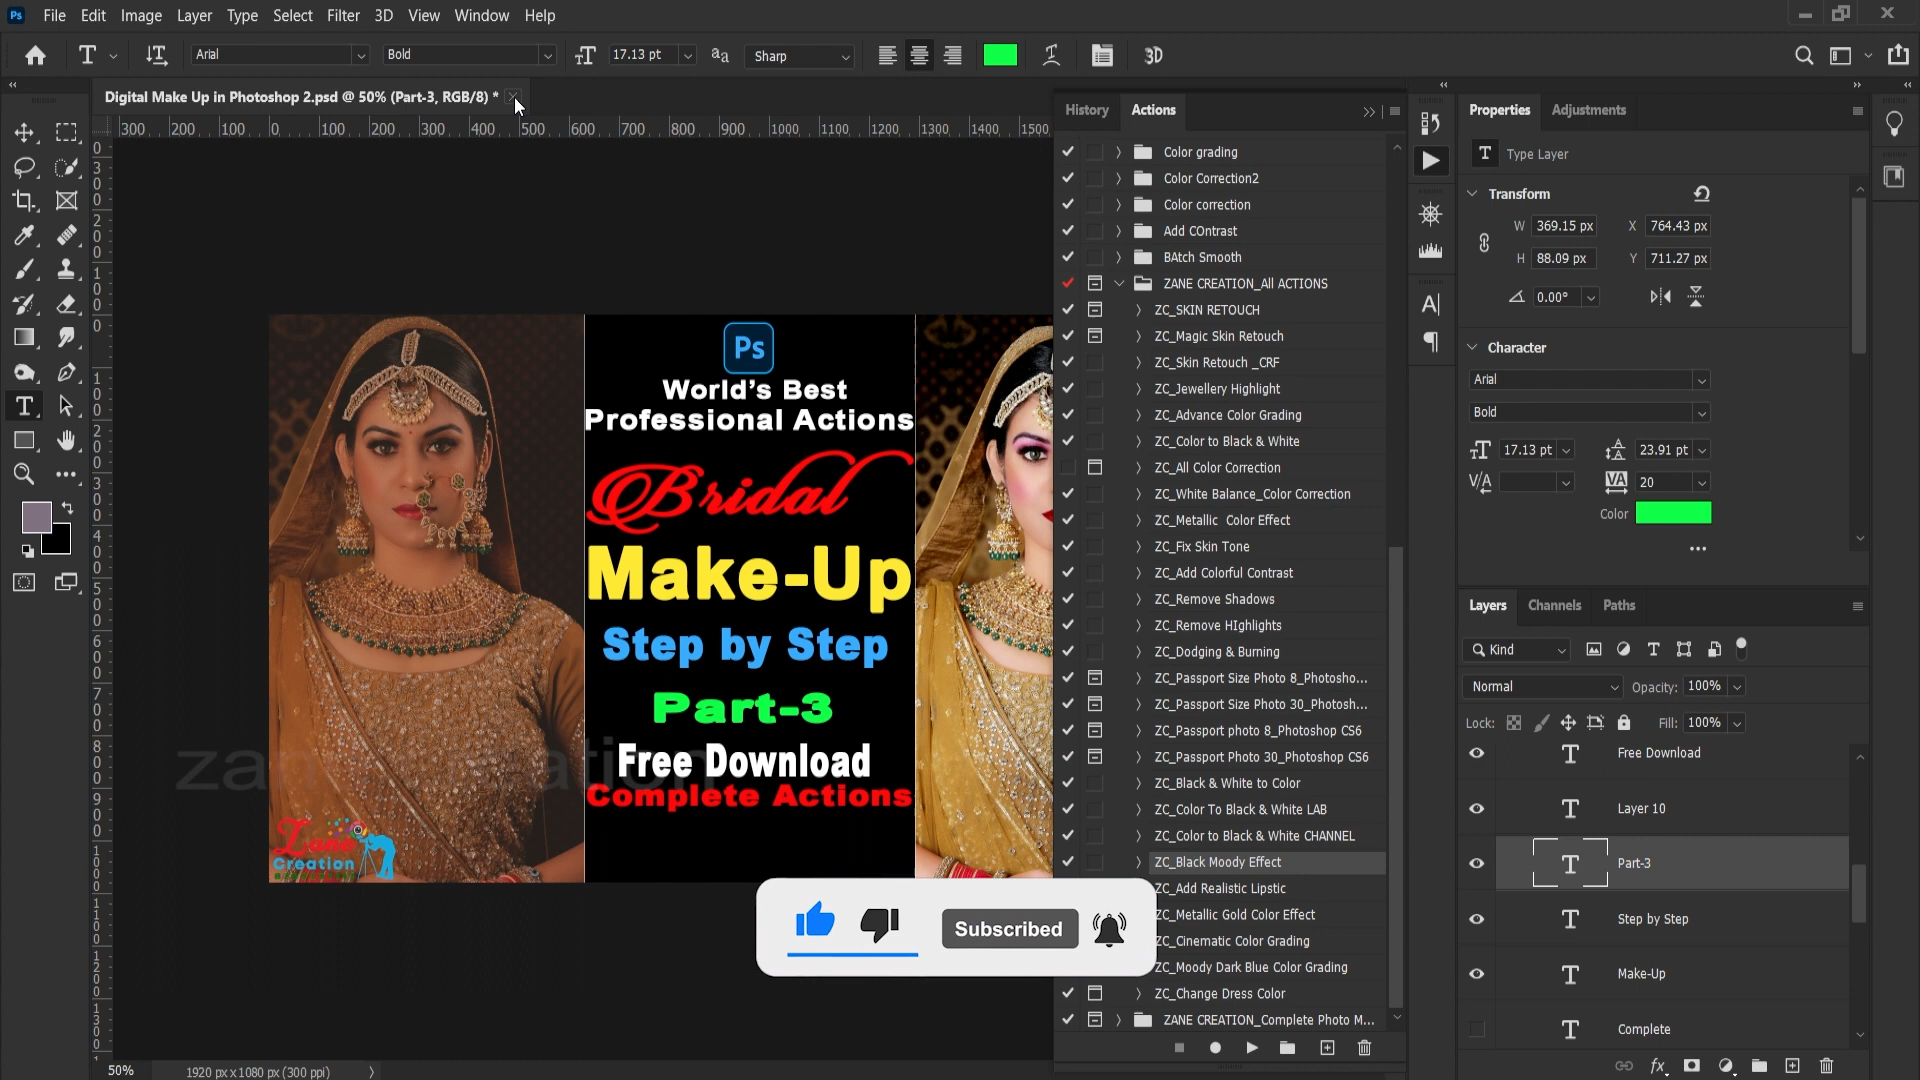 Ps File Edit Image Layer Type Select Filter 3D View Window Help
T Arial Bold 17.13 pt aa Sharp 3D
Digital Make Up in Photoshop 2.psd @ 50% (Part-3, RGB/8) *
300 200 100 0 100 200 300 400 500 600 700 800 900 1000 1100 1200 1300 1400 1500
Ps
World's Best
Professional Actions
Bridal
Make-Up
Step by Step
Part-3
Free Download
Complete Actions
zane creation
Zane
Creation
50% 1920 px x 1080 px (300 ppi)
Subscribed
History Actions
Color grading
Color Correction2
Color correction
Add COntrast
BAtch Smooth
ZANE CREATION_All ACTIONS
ZC_SKIN RETOUCH
ZC_Magic Skin Retouch
ZC_Skin Retouch _CRF
ZC_Jewellery Highlight
ZC_Advance Color Grading
ZC_Color to Black & White
ZC_All Color Correction
ZC_White Balance_Color Correction
ZC_Metallic  Color Effect
ZC_Fix Skin Tone
ZC_Add Colorful Contrast
ZC_Remove Shadows
ZC_Remove HIghlights
ZC_Dodging & Burning
ZC_Passport Size Photo 8_Photosho...
ZC_Passport Size Photo 30_Photosh...
ZC_Passport photo 8_Photoshop CS6
ZC_Passport Photo 30_Photoshop CS6
ZC_Black & White to Color
ZC_Color To Black & White LAB
ZC_Color to Black & White CHANNEL
ZC_Black Moody Effect
ZC_Add Realistic Lipstic
ZC_Metallic Gold Color Effect
ZC_Cinematic Color Grading
ZC_Moody Dark Blue Color Grading
ZC_Change Dress Color
ZANE CREATION_Complete Photo M...
Properties Adjustments
T Type Layer
Transform
W 369.15 px X 764.43 px
H 88.09 px Y 711.27 px
0.00°
Character
Arial
Bold
17.13 pt 23.91 pt
V/A VA 20
Color
Layers Channels Paths
Kind
Normal Opacity: 100%
Lock: Fill: 100%
T Free Download
T Layer 10
T Part-3
T Step by Step
T Make-Up
T Complete
fx